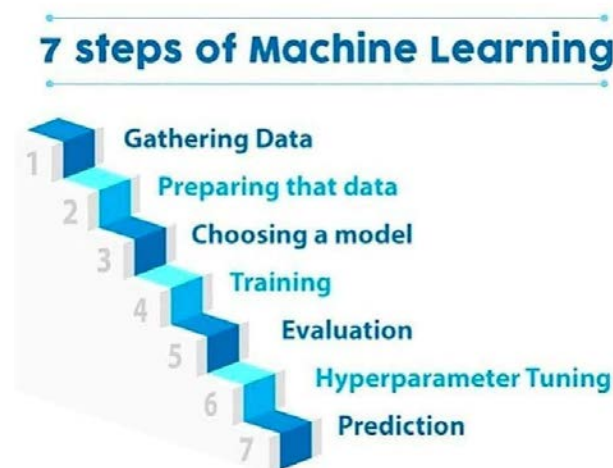 7 steps of Machine Learning
1 Gathering Data
2 Preparing that data
3 Choosing a model
4 Training
5 Evaluation
6 Hyperparameter Tuning
7 Prediction